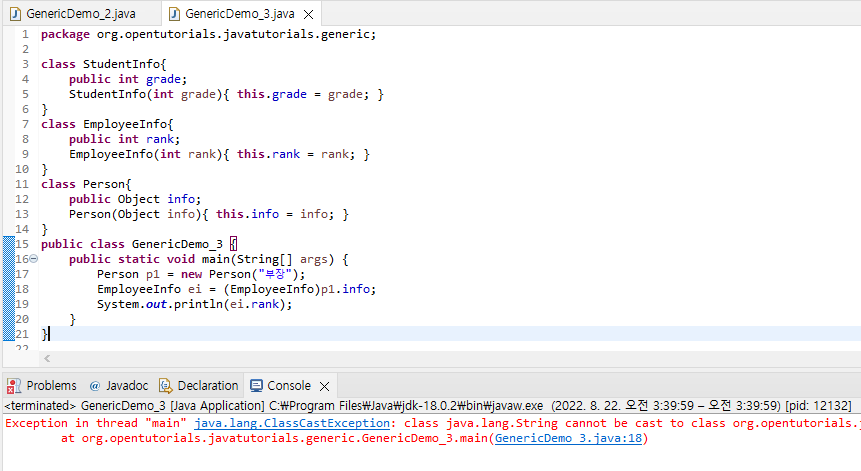 GenericDemo_2.java
GenericDemo_3.java
1 package org.opentutorials.javatutorials.generic;
2
3 class StudentInfo{
4     public int grade;
5     StudentInfo(int grade){ this.grade = grade; }
6 }
7 class EmployeeInfo{
8     public int rank;
9     EmployeeInfo(int rank){ this.rank = rank; }
10 }
11 class Person{
12     public Object info;
13     Person(Object info){ this.info = info; }
14 }
15 public class GenericDemo_3 {
16     public static void main(String[] args) {
17         Person p1 = new Person("부장");
18         EmployeeInfo ei = (EmployeeInfo)p1.info;
19         System.out.println(ei.rank);
20     }
21 }
22
Problems @ Javadoc Declaration Console
<terminated> GenericDemo_3 [Java Application] C:₩Program Files₩Java₩jdk-18.0.2₩bin₩javaw.exe (2022. 8. 22. 오전 3:39:59 – 오전 3:39:59) [pid: 12132]
Exception in thread "main" java.lang.ClassCastException: class java.lang.String cannot be cast to class org.opentutorials.
at org.opentutorials.javatutorials.generic.GenericDemo_3.main(GenericDemo_3.java:18)